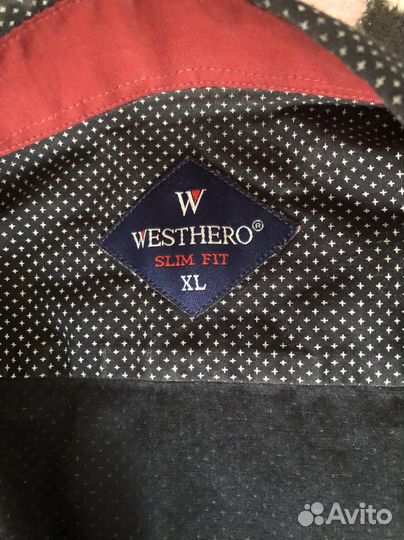 W
WESTHERO®
SLIM FIT
XL
Avito